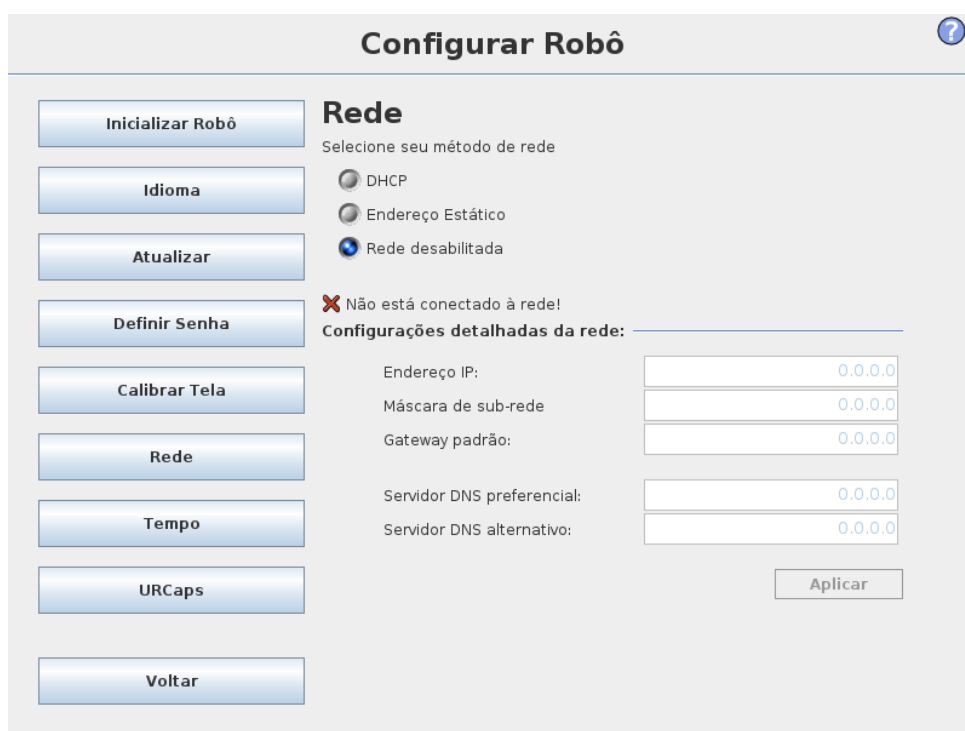 Configurar Robô
?
Inicializar Robô
Idioma
Atualizar
Definir Senha
Calibrar Tela
Rede
Tempo
URCaps
Voltar
Rede
Selecione seu método de rede
DHCP
Endereço Estático
Rede desabilitada
Não está conectado à rede!
Configurações detalhadas da rede:
Endereço IP: 0.0.0.0
Máscara de sub-rede 0.0.0.0
Gateway padrão: 0.0.0.0
Servidor DNS preferencial: 0.0.0.0
Servidor DNS alternativo: 0.0.0.0
Aplicar